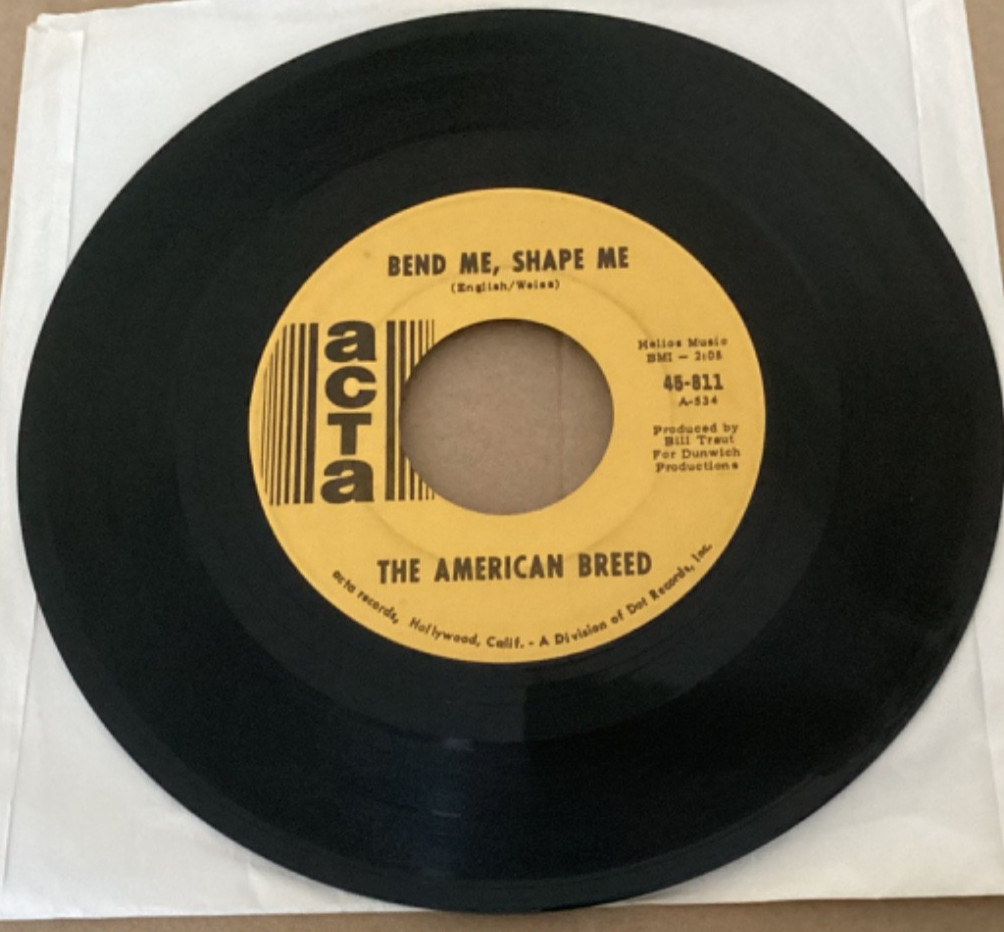 BEND ME, SHAPE ME
(English/Weiss)
acta
Helios Music
BMI — 2:05
45-811
A-534
Produced by
Bill Traut
For Dunwich
Productions
THE AMERICAN BREED
acta records, Hollywood, Calif. - A Division of Dot Records, Inc.